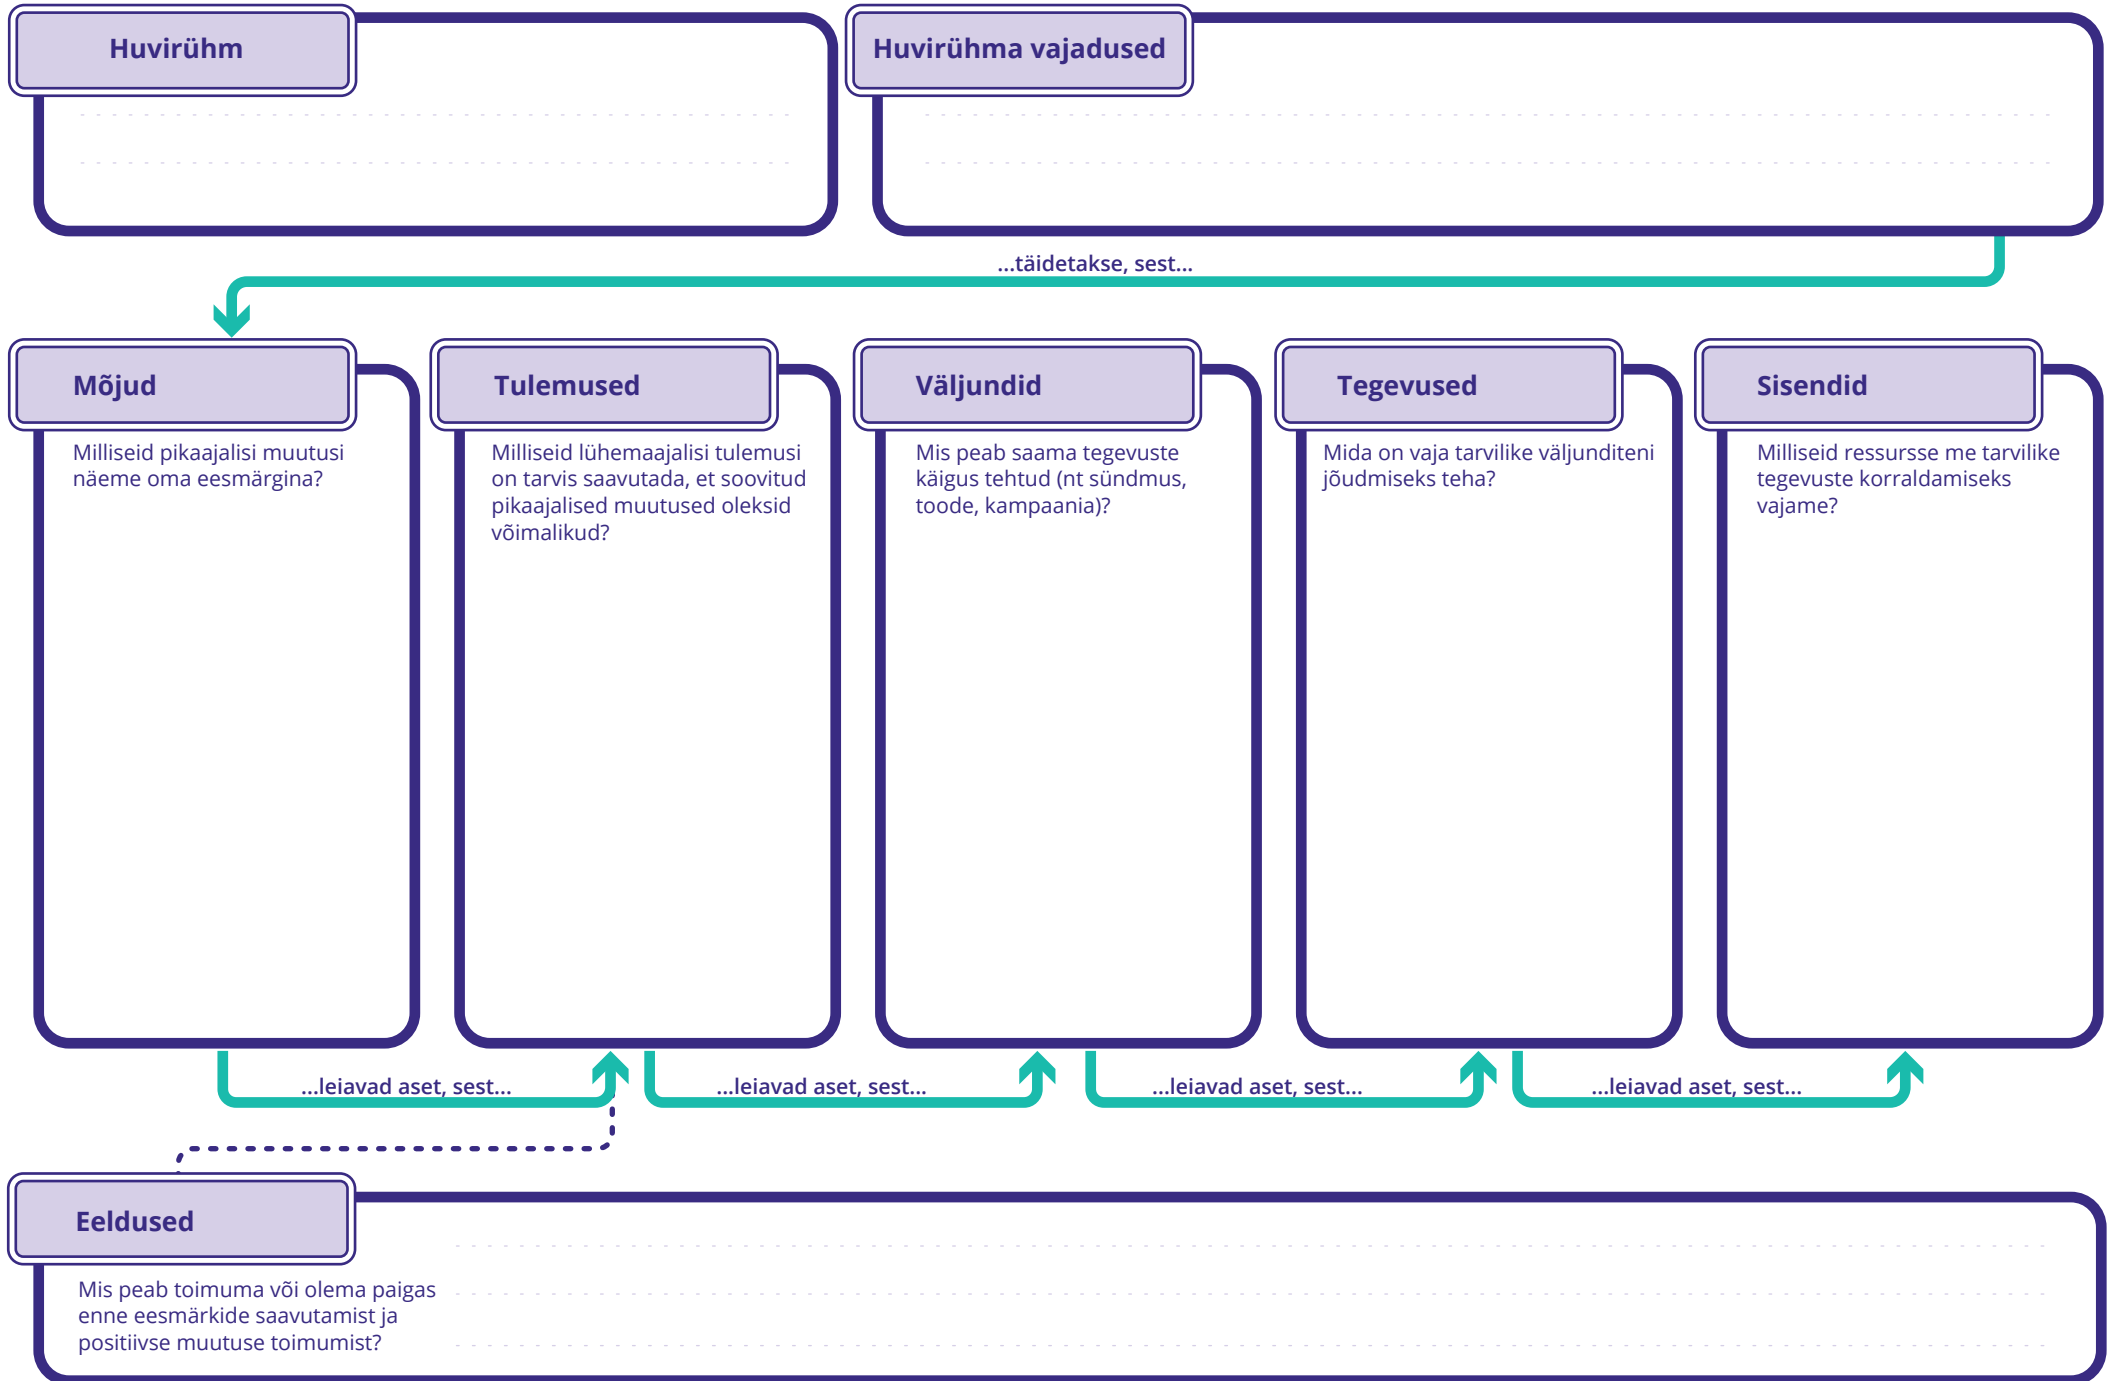 Huvirühm
Huvirühma vajadused
...täidetakse, sest...
Mõjud
Milliseid pikaajalisi muutusi
näeme oma eesmärgina?
Tulemused
Milliseid lühemaajalisi tulemusi
on tarvis saavutada, et soovitud
pikaajalised muutused oleksid
võimalikud?
Väljundid
Mis peab saama tegevuste
käigus tehtud (nt sündmus,
toode, kampaania)?
Tegevused
Mida on vaja tarvilike väljunditeni
jõudmiseks teha?
Sisendid
Milliseid ressursse me tarvilike
tegevuste korraldamiseks
vajame?
...leiavad aset, sest...
...leiavad aset, sest...
...leiavad aset, sest...
...leiavad aset, sest...
Eeldused
Mis peab toimuma või olema paigas
enne eesmärkide saavutamist ja
positiivse muutuse toimumist?